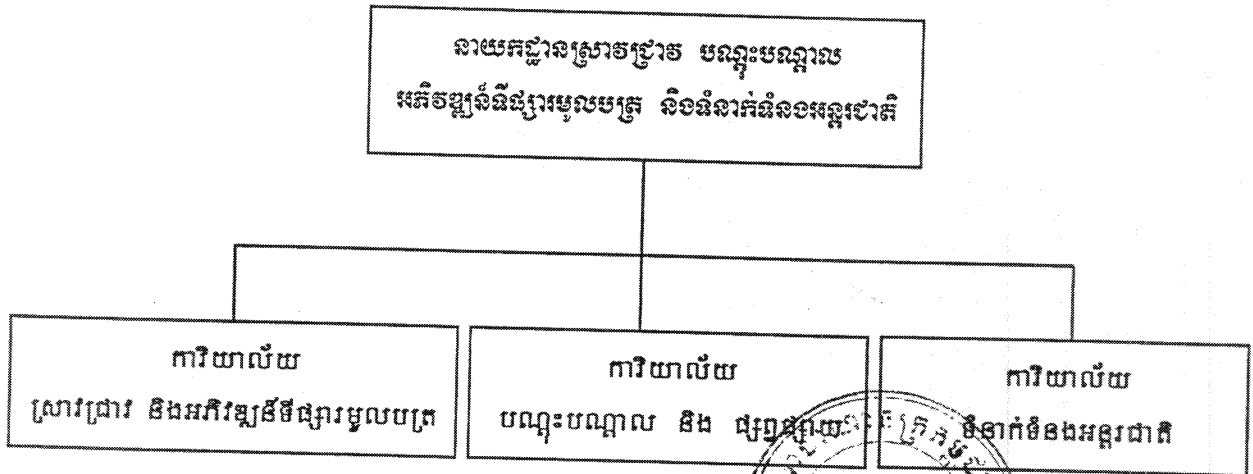 នាយកដ្ឋានស្រាវជ្រាវ បណ្តុះបណ្តាល
អភិវឌ្ឍន៍ទីផ្សារមូលបត្រ និងទំនាក់ទំនងអន្តរជាតិ
ការិយាល័យ
ស្រាវជ្រាវ និងអភិវឌ្ឍន៍ទីផ្សារមូលបត្រ
ការិយាល័យ
បណ្តុះបណ្តាល និង ផ្សព្វផ្សាយ
ការិយាល័យ
ទំនាក់ទំនងអន្តរជាតិ